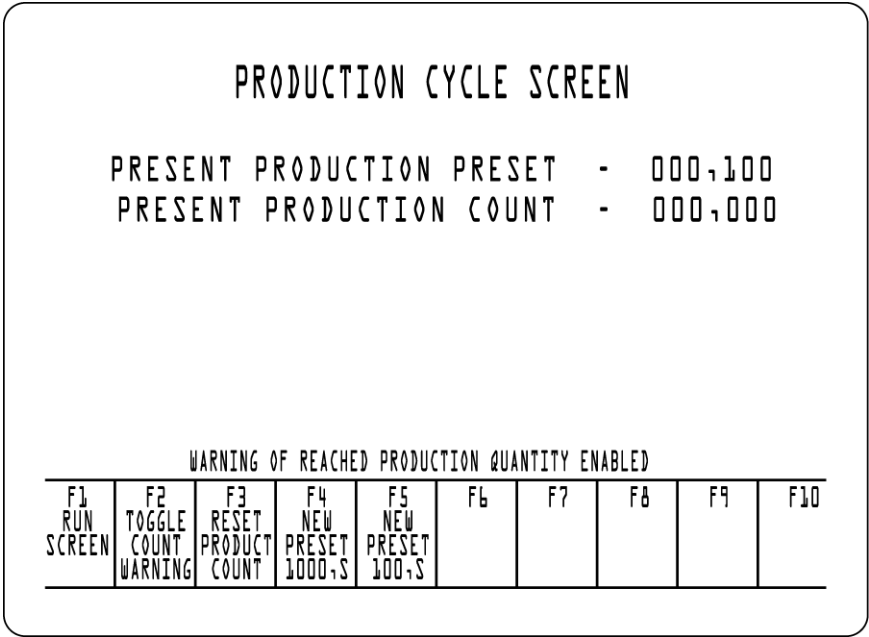 PRODUCTION CYCLE SCREEN
PRESENT PRODUCTION PRESET - 000,100
PRESENT PRODUCTION COUNT - 000,000
WARNING OF REACHED PRODUCTION QUANTITY ENABLED
F1 F2 F3 F4 F5 F6 F7 F8 F9 F10
RUN TOGGLE RESET NEW NEW
SCREEN COUNT PRODUCT PRESET PRESET
WARNING COUNT 1000,S 100,S